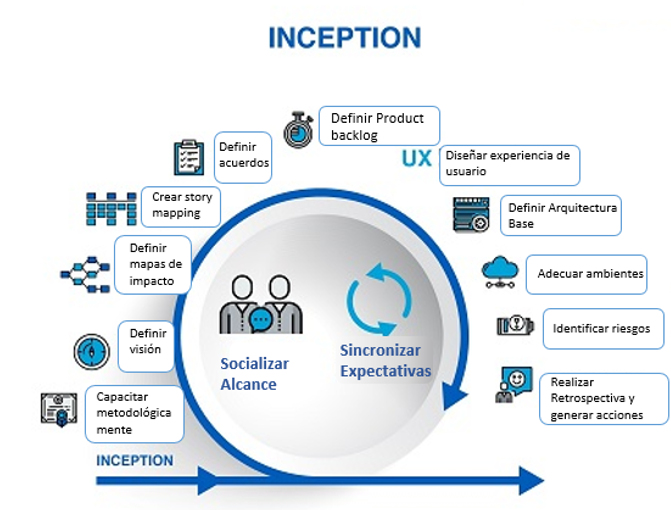 INCEPTION
Definir Product
backlog
Definir
acuerdos
UX
Diseñar experiencia de
usuario
Crear story
mapping
Definir Arquitectura
Base
Definir
mapas de
impacto
Adecuar ambientes
Definir
visión
Identificar riesgos
Socializar
Alcance
Sincronizar
Expectativas
Capacitar
metodológica
mente
Realizar
Retrospectiva y
generar acciones
INCEPTION